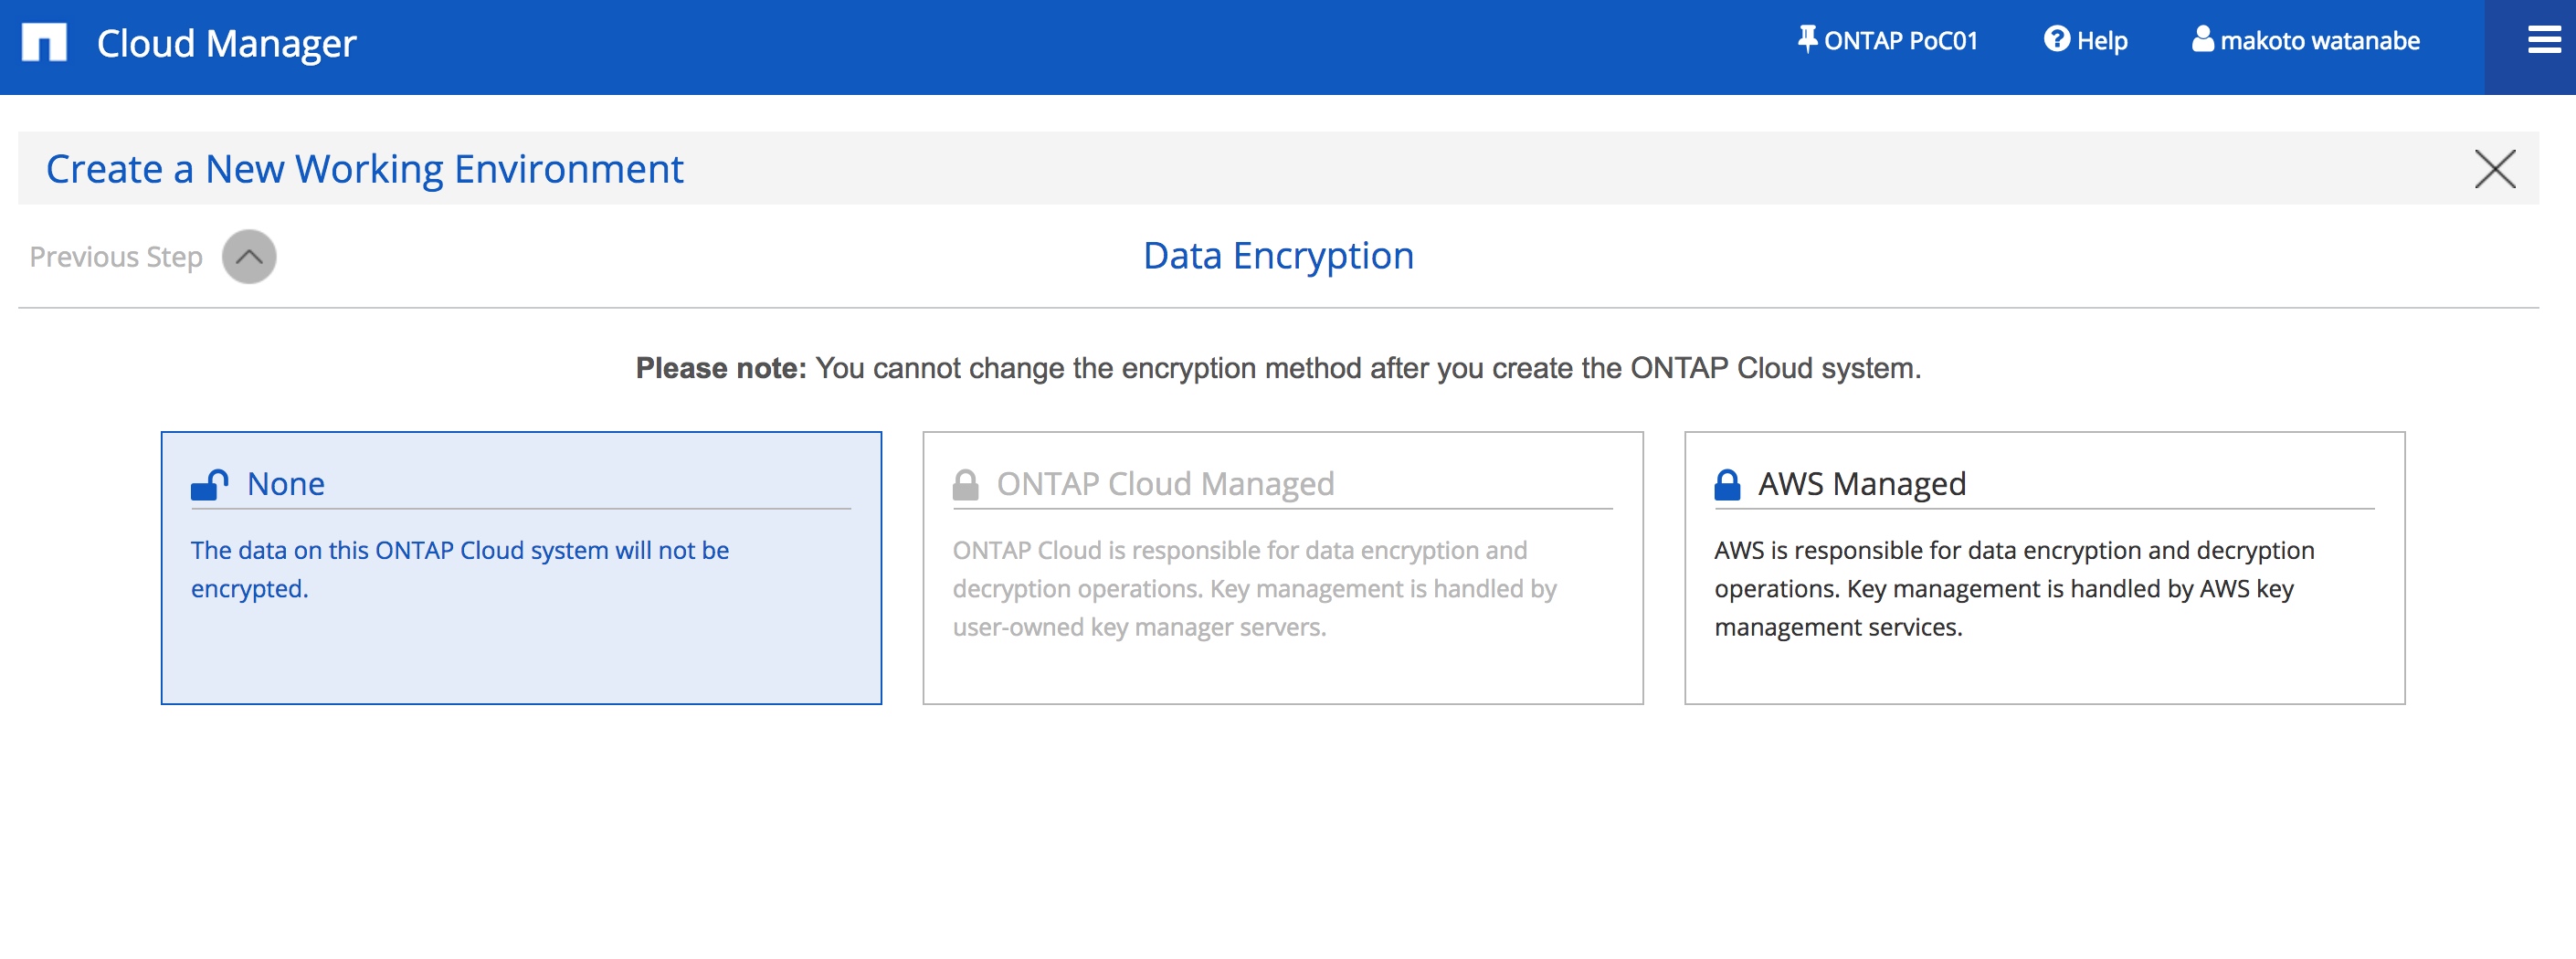 Cloud Manager
ONTAP PoC01
Help
makoto watanabe
Create a New Working Environment
Previous Step
Data Encryption
Please note: You cannot change the encryption method after you create the ONTAP Cloud system.
None
The data on this ONTAP Cloud system will not be
encrypted.
ONTAP Cloud Managed
ONTAP Cloud is responsible for data encryption and
decryption operations. Key management is handled by
user-owned key manager servers.
AWS Managed
AWS is responsible for data encryption and decryption
operations. Key management is handled by AWS key
management services.